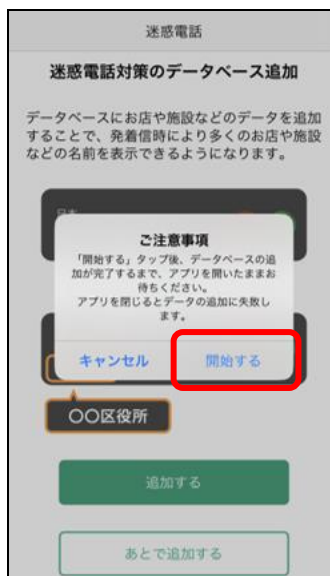 迷惑電話
迷惑電話対策のデータベース追加
データベースにお店や施設などのデータを追加
することで、発着信時により多くのお店や施設
などの名前を表示できるようになります。
ご注意事項
「開始する」タップ後、データベースの追
加が完了するまで、アプリを開いたままお
待ちください。
アプリを閉じるとデータの追加に失敗し
ます。
キャンセル
開始する
〇〇区役所
追加する
あとで追加する